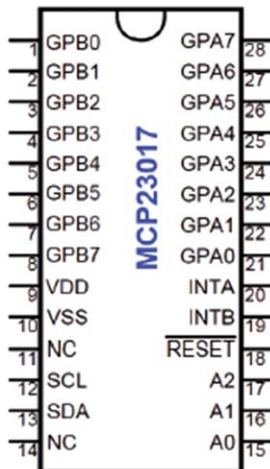 1 GPB0 GPA7 28
2 GPB1 GPA6 27
3 GPB2 GPA5 26
4 GPB3 GPA4 25
5 GPB4 GPA3 24
6 GPB5 GPA2 23
7 GPB6 GPA1 22
8 GPB7 GPA0 21
9 VDD INTA 20
10 VSS INTB 19
11 NC RESET 18
12 SCL A2 17
13 SDA A1 16
14 NC A0 15
MCP23017